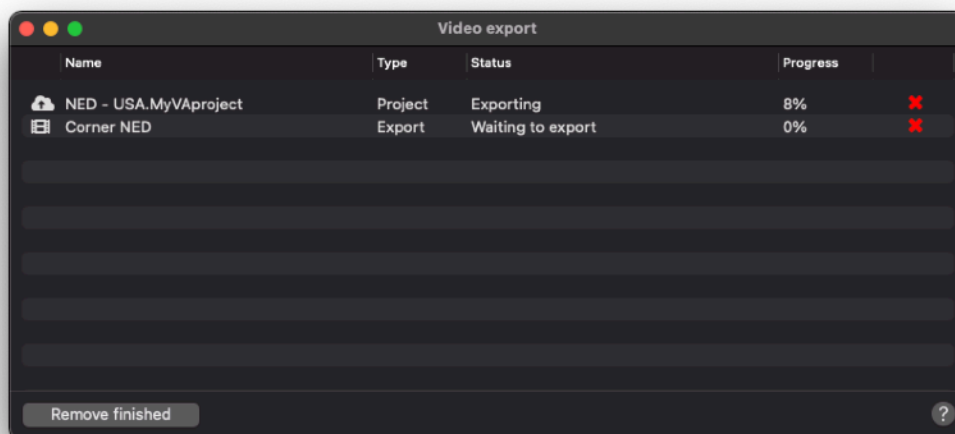 Video export
Name Type Status Progress
NED - USA.MyVAproject Project Exporting 8%
Corner NED Export Waiting to export 0%
Remove finished ?